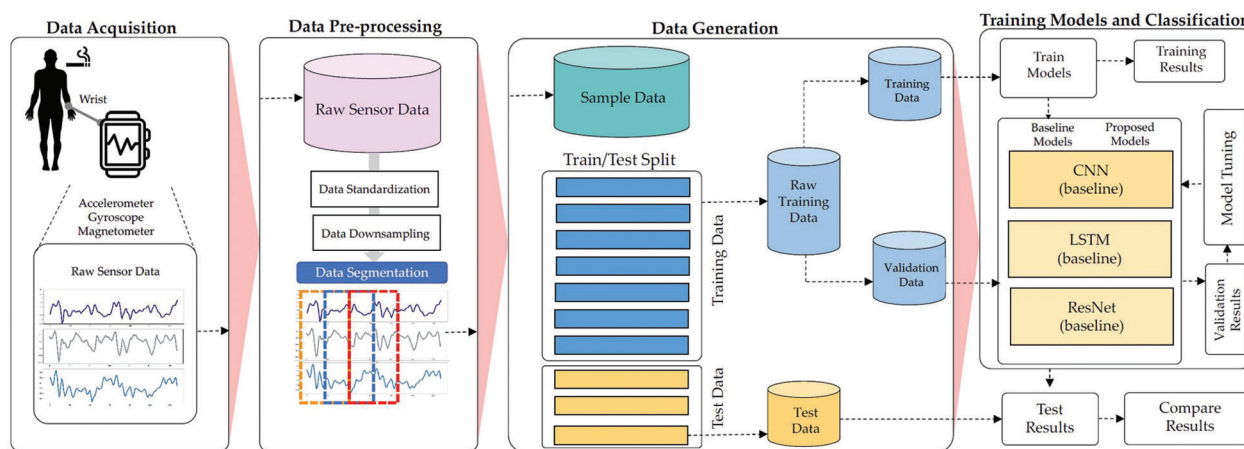 Data Acquisition
Wrist
Accelerometer
Gyroscope
Magnetometer
Raw Sensor Data
Data Pre-processing
Raw Sensor Data
Data Standardization
Data Downsampling
Data Segmentation
Data Generation
Sample Data
Train/Test Split
Training Data
Test Data
Raw
Training
Data
Training
Data
Validation
Data
Test
Data
Training Models and Classification
Train
Models
Training
Results
Baseline
Models
Proposed
Models
CNN
(baseline)
LSTM
(baseline)
ResNet
(baseline)
Model Tuning
Validation
Results
Test
Results
Compare
Results